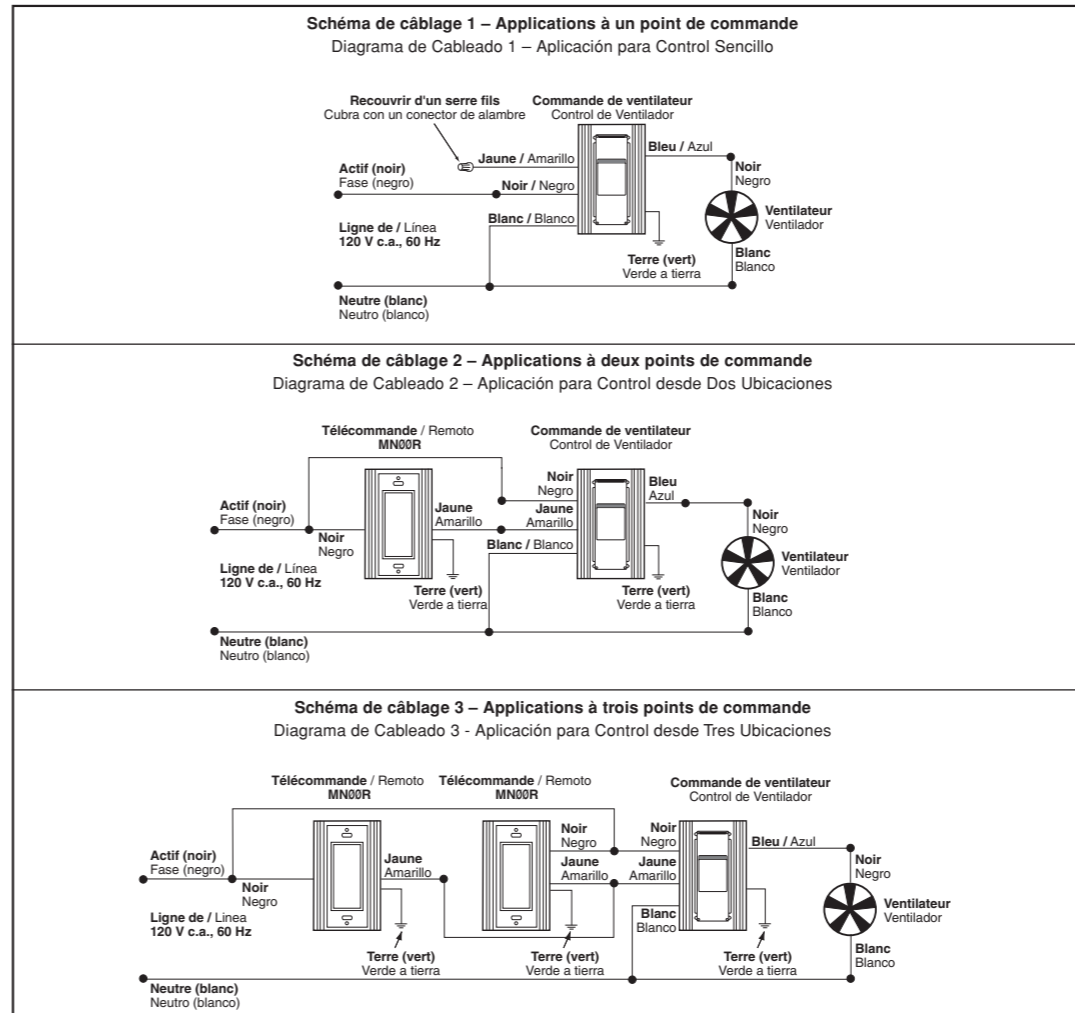 Schéma de câblage 1 – Applications à un point de commande
Diagrama de Cableado 1 – Aplicación para Control Sencillo
Recouvrir d'un serre fils
Cubra con un conector de alambre
Commande de ventilateur
Control de Ventilador
Jaune / Amarillo
Bleu / Azul
Actif (noir)
Fase (negro)
Noir / Negro
Noir
Negro
Blanc / Blanco
Ventilateur
Ventilador
Ligne de / Línea
120 V c.a., 60 Hz
Terre (vert)
Verde a tierra
Blanc
Blanco
Neutre (blanc)
Neutro (blanco)
Schéma de câblage 2 – Applications à deux points de commande
Diagrama de Cableado 2 – Aplicación para Control desde Dos Ubicaciones
Télécommande / Remoto
MN00R
Commande de ventilateur
Control de Ventilador
Noir
Negro
Bleu
Azul
Actif (noir)
Fase (negro)
Noir
Negro
Jaune
Amarillo
Jaune
Amarillo
Noir
Negro
Blanc / Blanco
Ventilateur
Ventilador
Ligne de / Línea
120 V c.a., 60 Hz
Terre (vert)
Verde a tierra
Terre (vert)
Verde a tierra
Blanc
Blanco
Neutre (blanc)
Neutro (blanco)
Schéma de câblage 3 – Applications à trois points de commande
Diagrama de Cableado 3 - Aplicación para Control desde Tres Ubicaciones
Télécommande / Remoto
MN00R
Télécommande / Remoto
MN00R
Commande de ventilateur
Control de Ventilador
Noir
Negro
Noir
Negro
Bleu / Azul
Actif (noir)
Fase (negro)
Noir
Negro
Jaune
Amarillo
Jaune
Amarillo
Jaune
Amarillo
Noir
Negro
Ventilateur
Ventilador
Ligne de / Linea
120 V c.a., 60 Hz
Blanc
Blanco
Terre (vert)
Verde a tierra
Terre (vert)
Verde a tierra
Terre (vert)
Verde a tierra
Blanc
Blanco
Neutre (blanc)
Neutro (blanco)